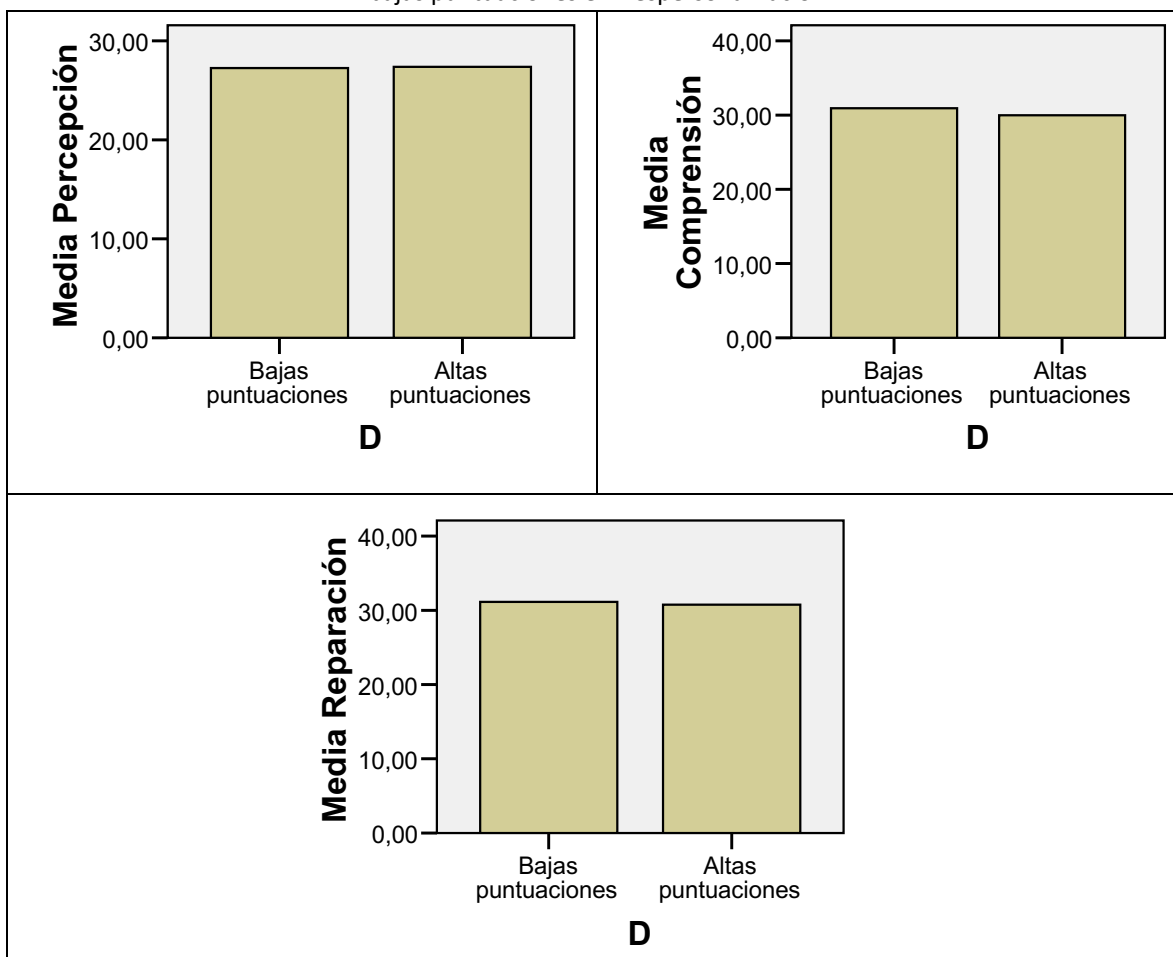 30,00
20,00
10,00
0,00
Media Percepción
Bajas
puntuaciones
Altas
puntuaciones
D
40,00
30,00
20,00
10,00
0,00
Media
Comprensión
Bajas
puntuaciones
Altas
puntuaciones
D
40,00
30,00
20,00
10,00
0,00
Media Reparación
Bajas
puntuaciones
Altas
puntuaciones
D